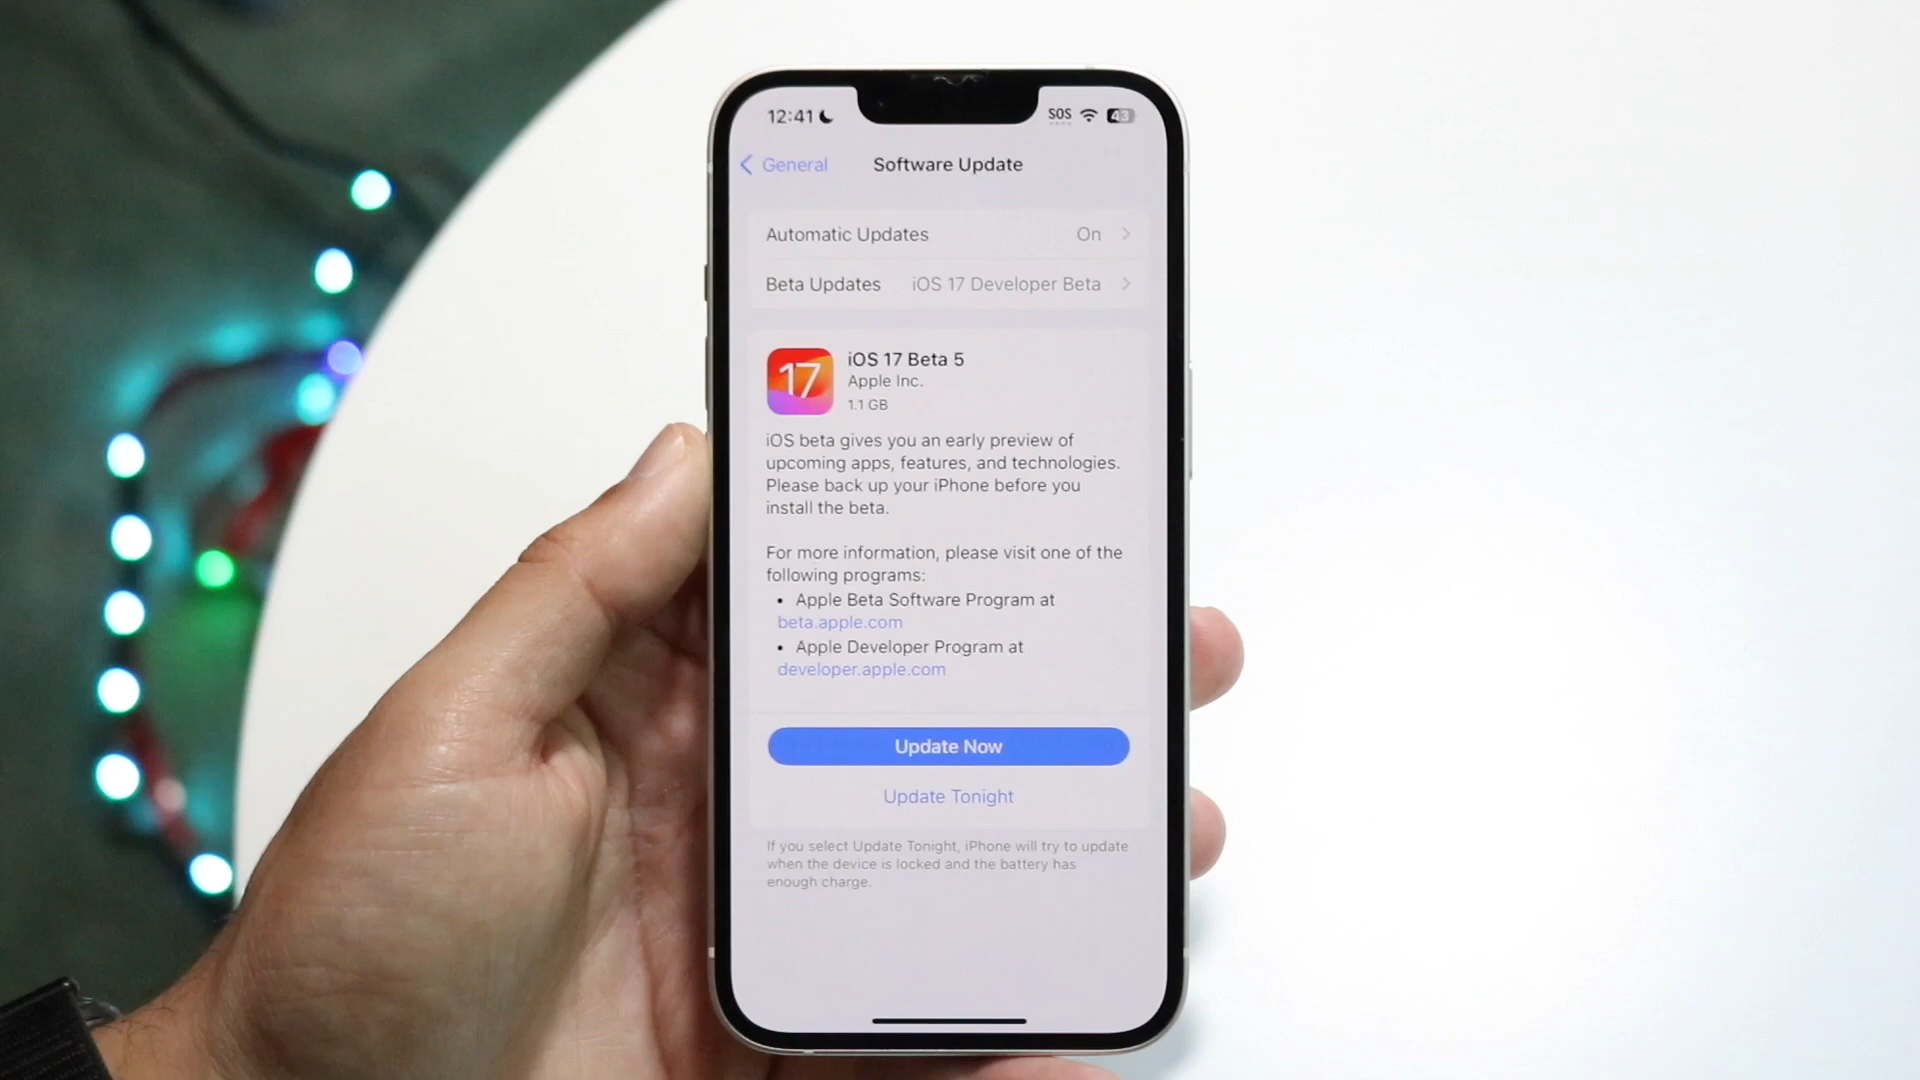 12:41 SOS 43
General Software Update
Automatic Updates On
Beta Updates iOS 17 Developer Beta
17
iOS 17 Beta 5
Apple Inc.
1.1 GB
iOS beta gives you an early preview of
upcoming apps, features, and technologies.
Please back up your iPhone before you
install the beta.
For more information, please visit one of the
following programs:
• Apple Beta Software Program at
beta.apple.com
• Apple Developer Program at
developer.apple.com
Update Now
Update Tonight
If you select Update Tonight, iPhone will try to update
when the device is locked and the battery has
enough charge.